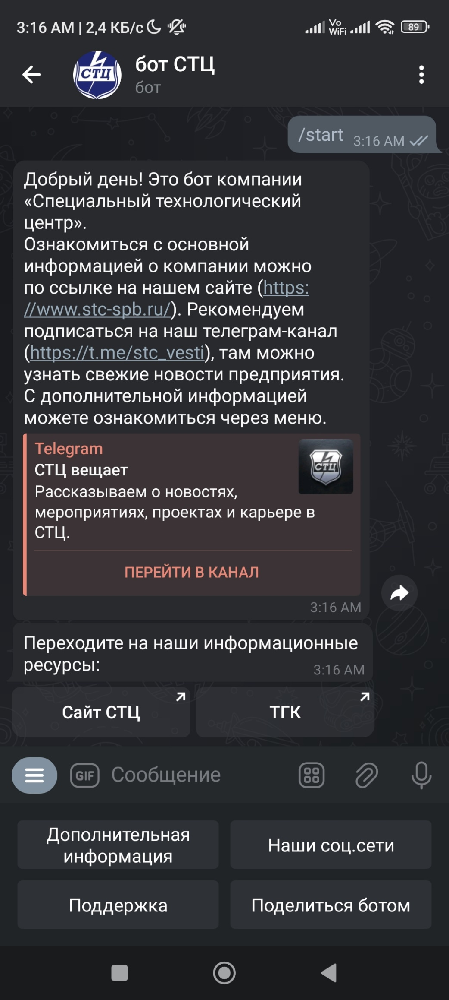 3:16 AM | 2,4 КБ/с
Vo
WiFi
89
СТЦ
бот СТЦ
бот
/start 3:16 AM
Добрый день! Это бот компании
«Специальный технологический
центр».
Ознакомиться с основной
информацией о компании можно
по ссылке на нашем сайте (https:
//www.stc-spb.ru/). Рекомендуем
подписаться на наш телеграм-канал
(https://t.me/stc_vesti), там можно
узнать свежие новости предприятия.
С дополнительной информацией
можете ознакомиться через меню.
Telegram
СТЦ вещает
СТЦ
Рассказываем о новостях,
мероприятиях, проектах и карьере в
СТЦ.
ПЕРЕЙТИ В КАНАЛ
3:16 AM
Переходите на наши информационные
ресурсы:
3:16 AM
Сайт СТЦ
ТГК
GIF Сообщение
Дополнительная
информация
Наши соц.сети
Поддержка
Поделиться ботом